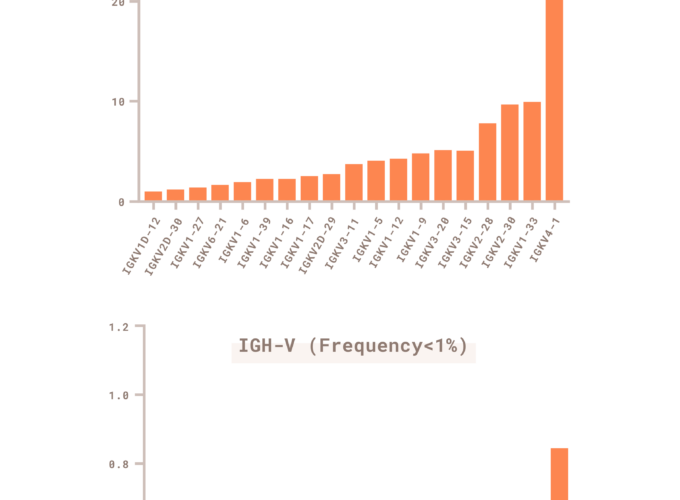 20
10
0
IGKV1D-12
IGKV2D-30
IGKV1-27
IGKV6-21
IGKV1-6
IGKV1-39
IGKV1-16
IGKV1-17
IGKV2D-29
IGKV3-11
IGKV1-5
IGKV1-12
IGKV1-9
IGKV3-20
IGKV3-15
IGKV2-28
IGKV2-30
IGKV1-33
IGKV4-1
1.2
IGH-V (Frequency<1%)
1.0
0.8